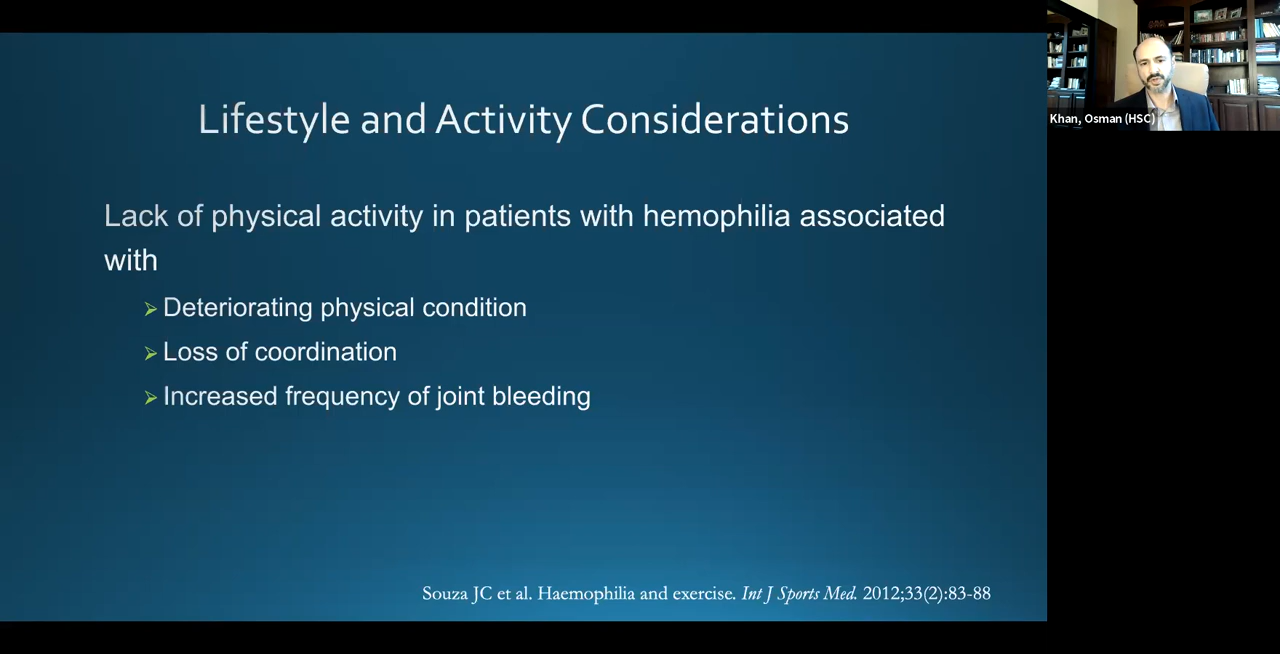 Lifestyle and Activity Considerations
Lack of physical activity in patients with hemophilia associated
with
Deteriorating physical condition
Loss of coordination
Increased frequency of joint bleeding
Souza JC et al. Haemophilia and exercise. Int J Sports Med. 2012;33(2):83-88
Khan, Osman (HSC)